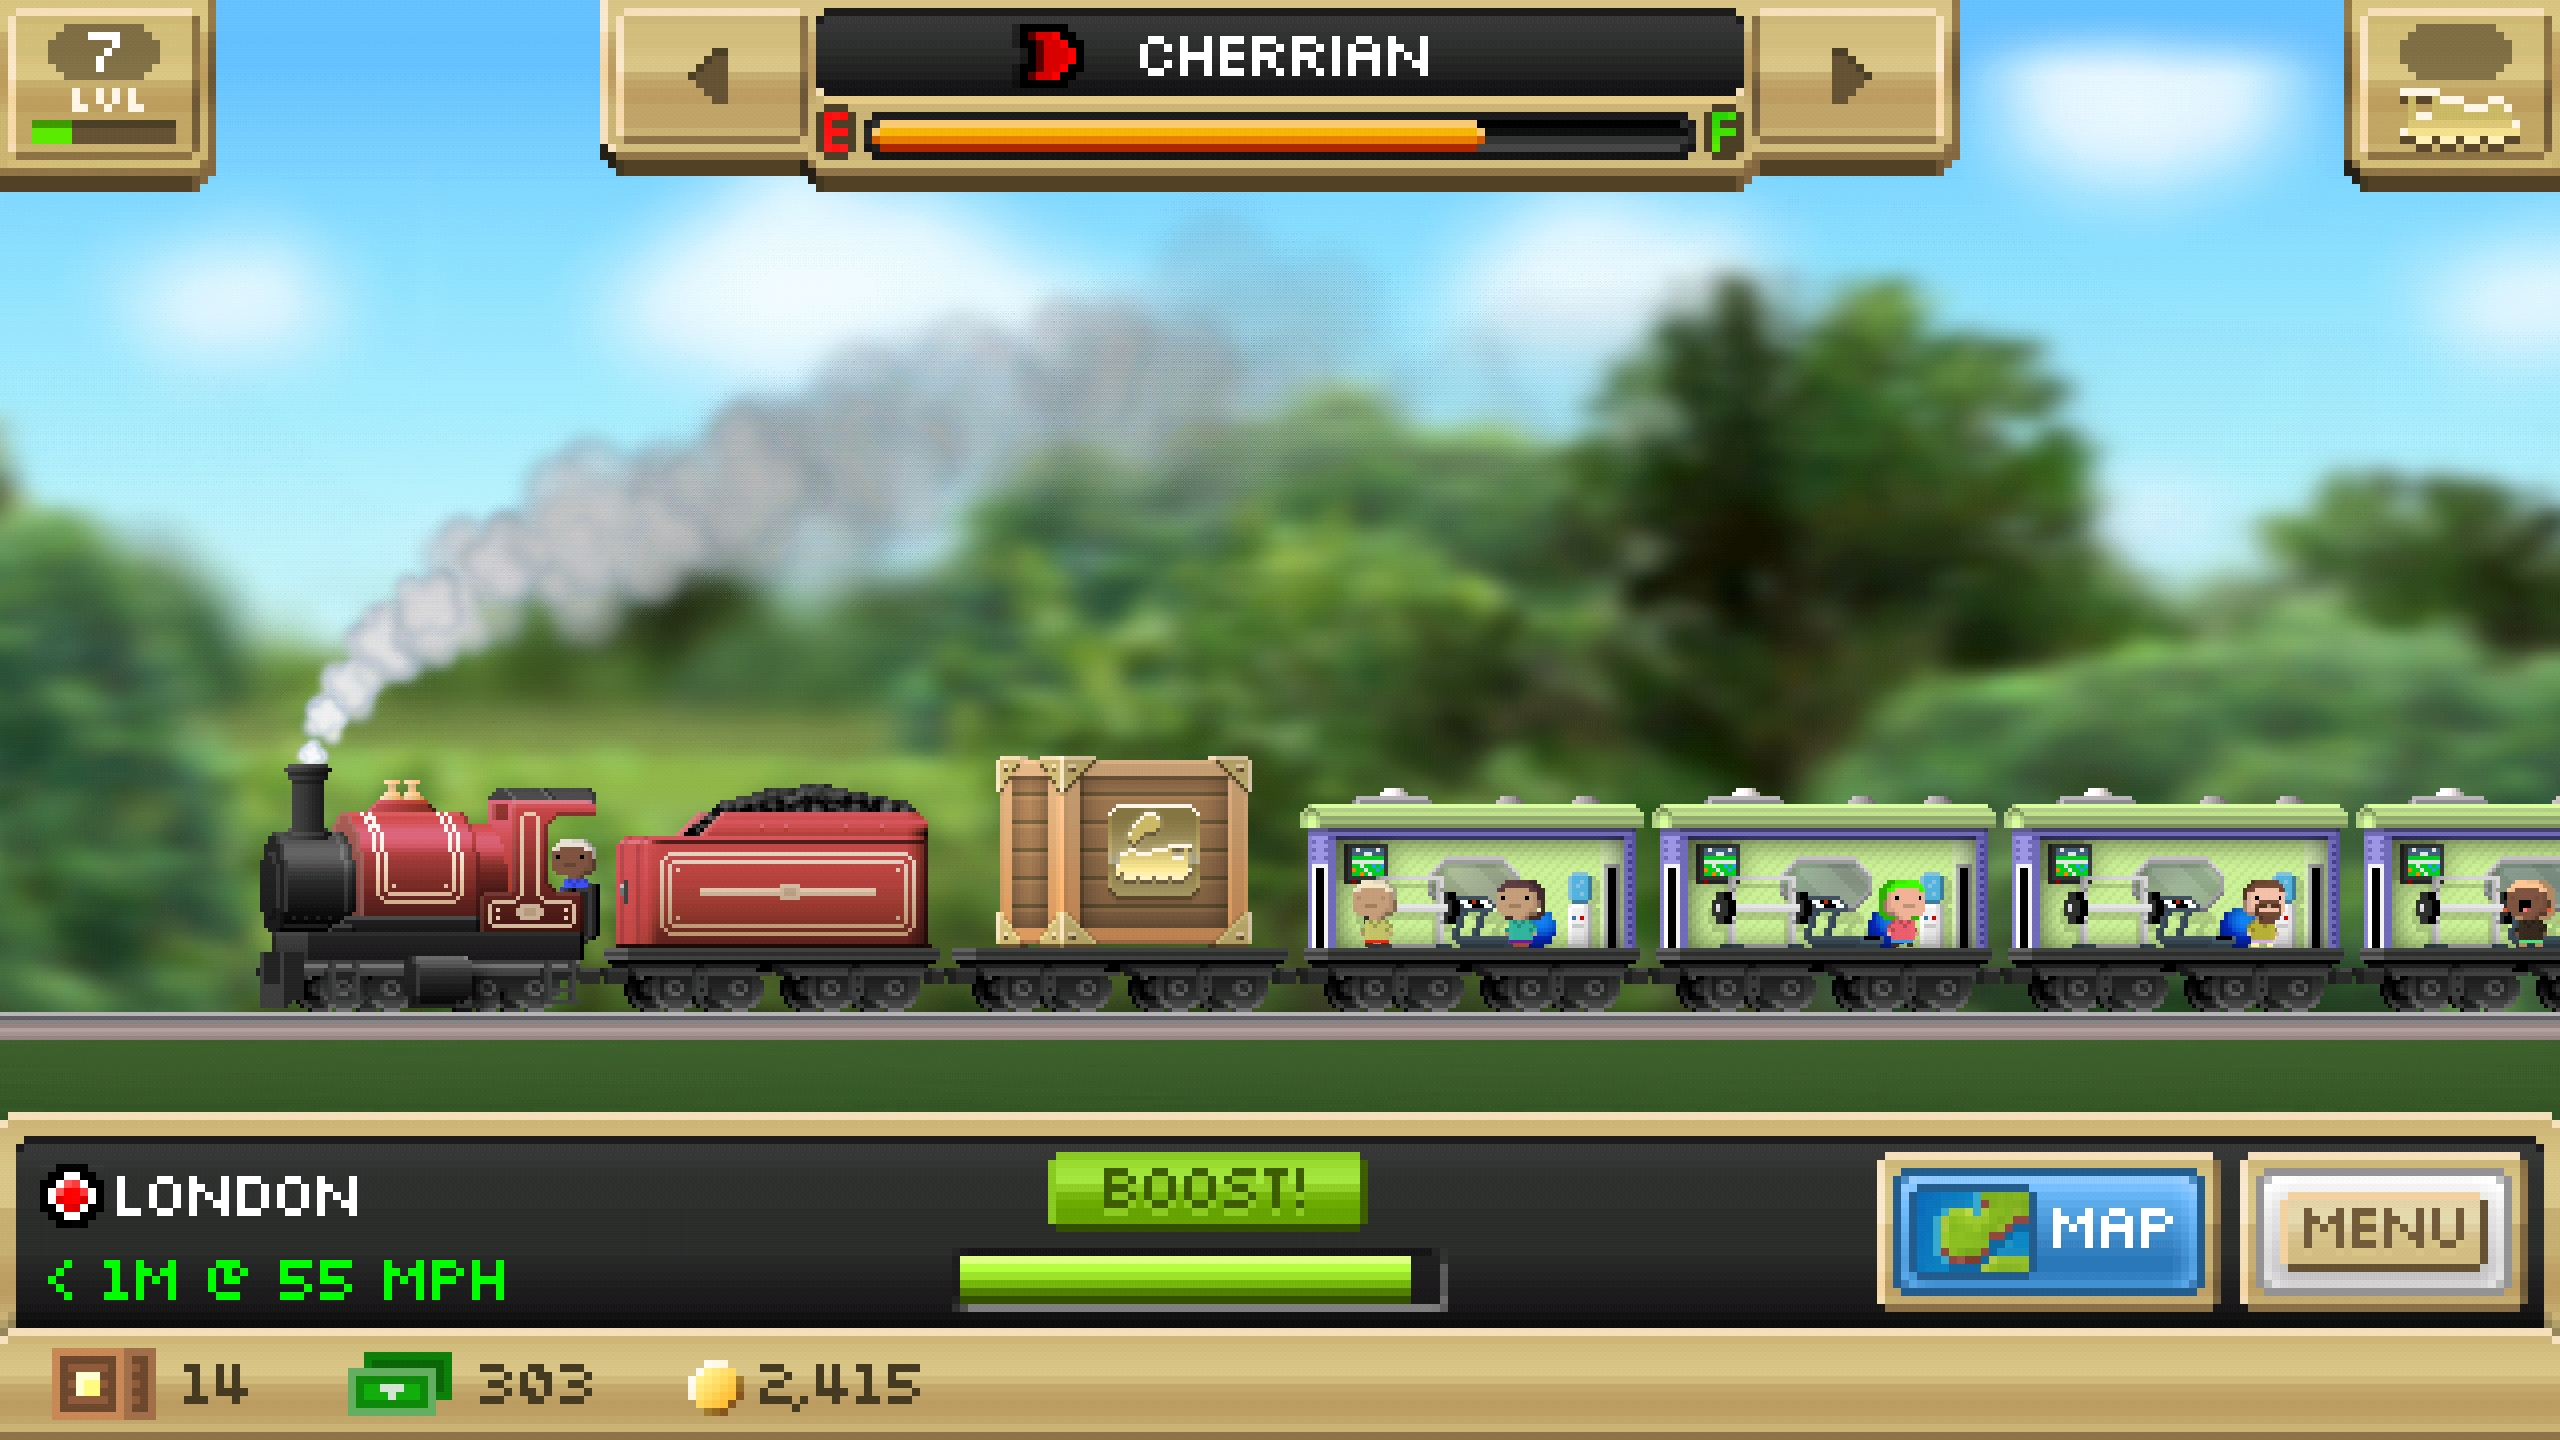 7
LVL
CHERRIAN
E F
LONDON
< 1M @ 55 MPH
BOOST!
MAP
MENU
14 303 2,415